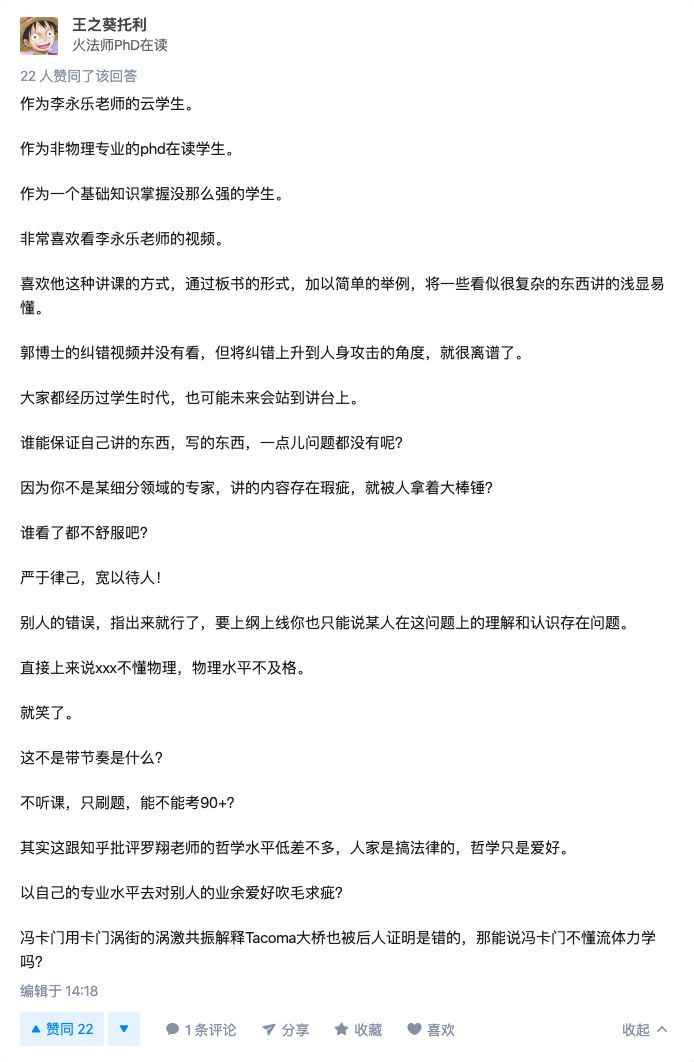 王之葵托利
火法师PhD在读
22 人赞同了该回答
作为李永乐老师的云学生。
作为非物理专业的phd在读学生。
作为一个基础知识掌握没那么强的学生。
非常喜欢看李永乐老师的视频。
喜欢他这种讲课的方式，通过板书的形式，加以简单的举例，将一些看似很复杂的东西讲的浅显易
懂。
郭博士的纠错视频并没有看，但将纠错上升到人身攻击的角度，就很离谱了。
大家都经历过学生时代，也可能未来会站到讲台上。
谁能保证自己讲的东西，写的东西，一点儿问题都没有呢？
因为你不是某细分领域的专家，讲的内容存在瑕疵，就被人拿着大棒锤？
谁看了都不舒服吧？
严于律己，宽以待人！
别人的错误，指出来就行了，要上纲上线你也只能说某人在这问题上的理解和认识存在问题。
直接上来说xxx不懂物理，物理水平不及格。
就笑了。
这不是带节奏是什么？
不听课，只刷题，能不能考90+？
其实这跟知乎批评罗翔老师的哲学水平低差不多，人家是搞法律的，哲学只是爱好。
以自己的专业水平去对别人的业余爱好吹毛求疵？
冯卡门用卡门涡街的涡激共振解释Tacoma大桥也被后人证明是错的，那能说冯卡门不懂流体力学
吗？
编辑于 14:18
赞同 22 1 条评论 分享 收藏 喜欢 收起